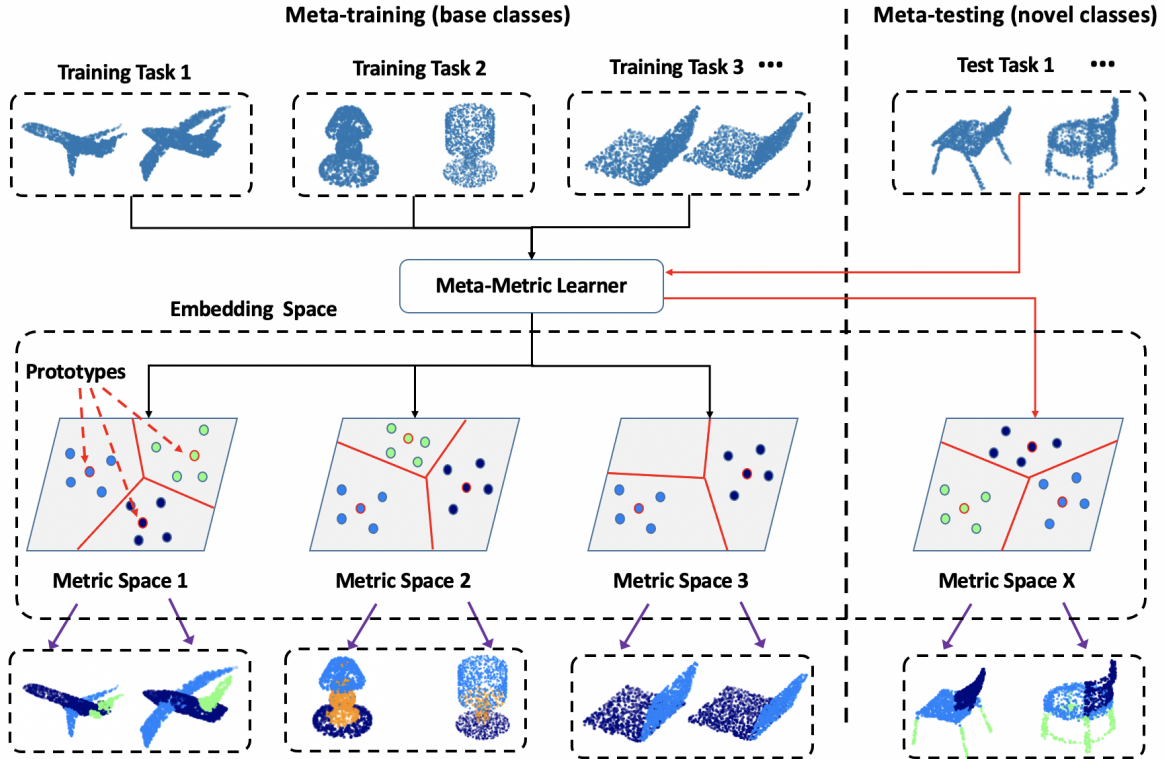 Meta-training (base classes)
Meta-testing (novel classes)
Training Task 1
Training Task 2
Training Task 3 •••
Test Task 1 •••
Meta-Metric Learner
Embedding Space
Prototypes
Metric Space 1
Metric Space 2
Metric Space 3
Metric Space X